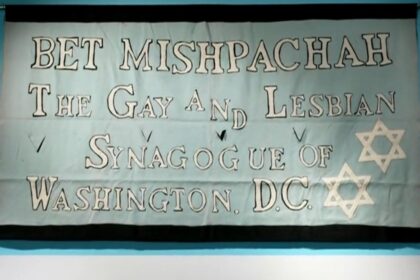 BET MISHPACHAH
THE GAY AND LESBIAN
SYNAGOGUE OF
WASHINGTON, D.C.